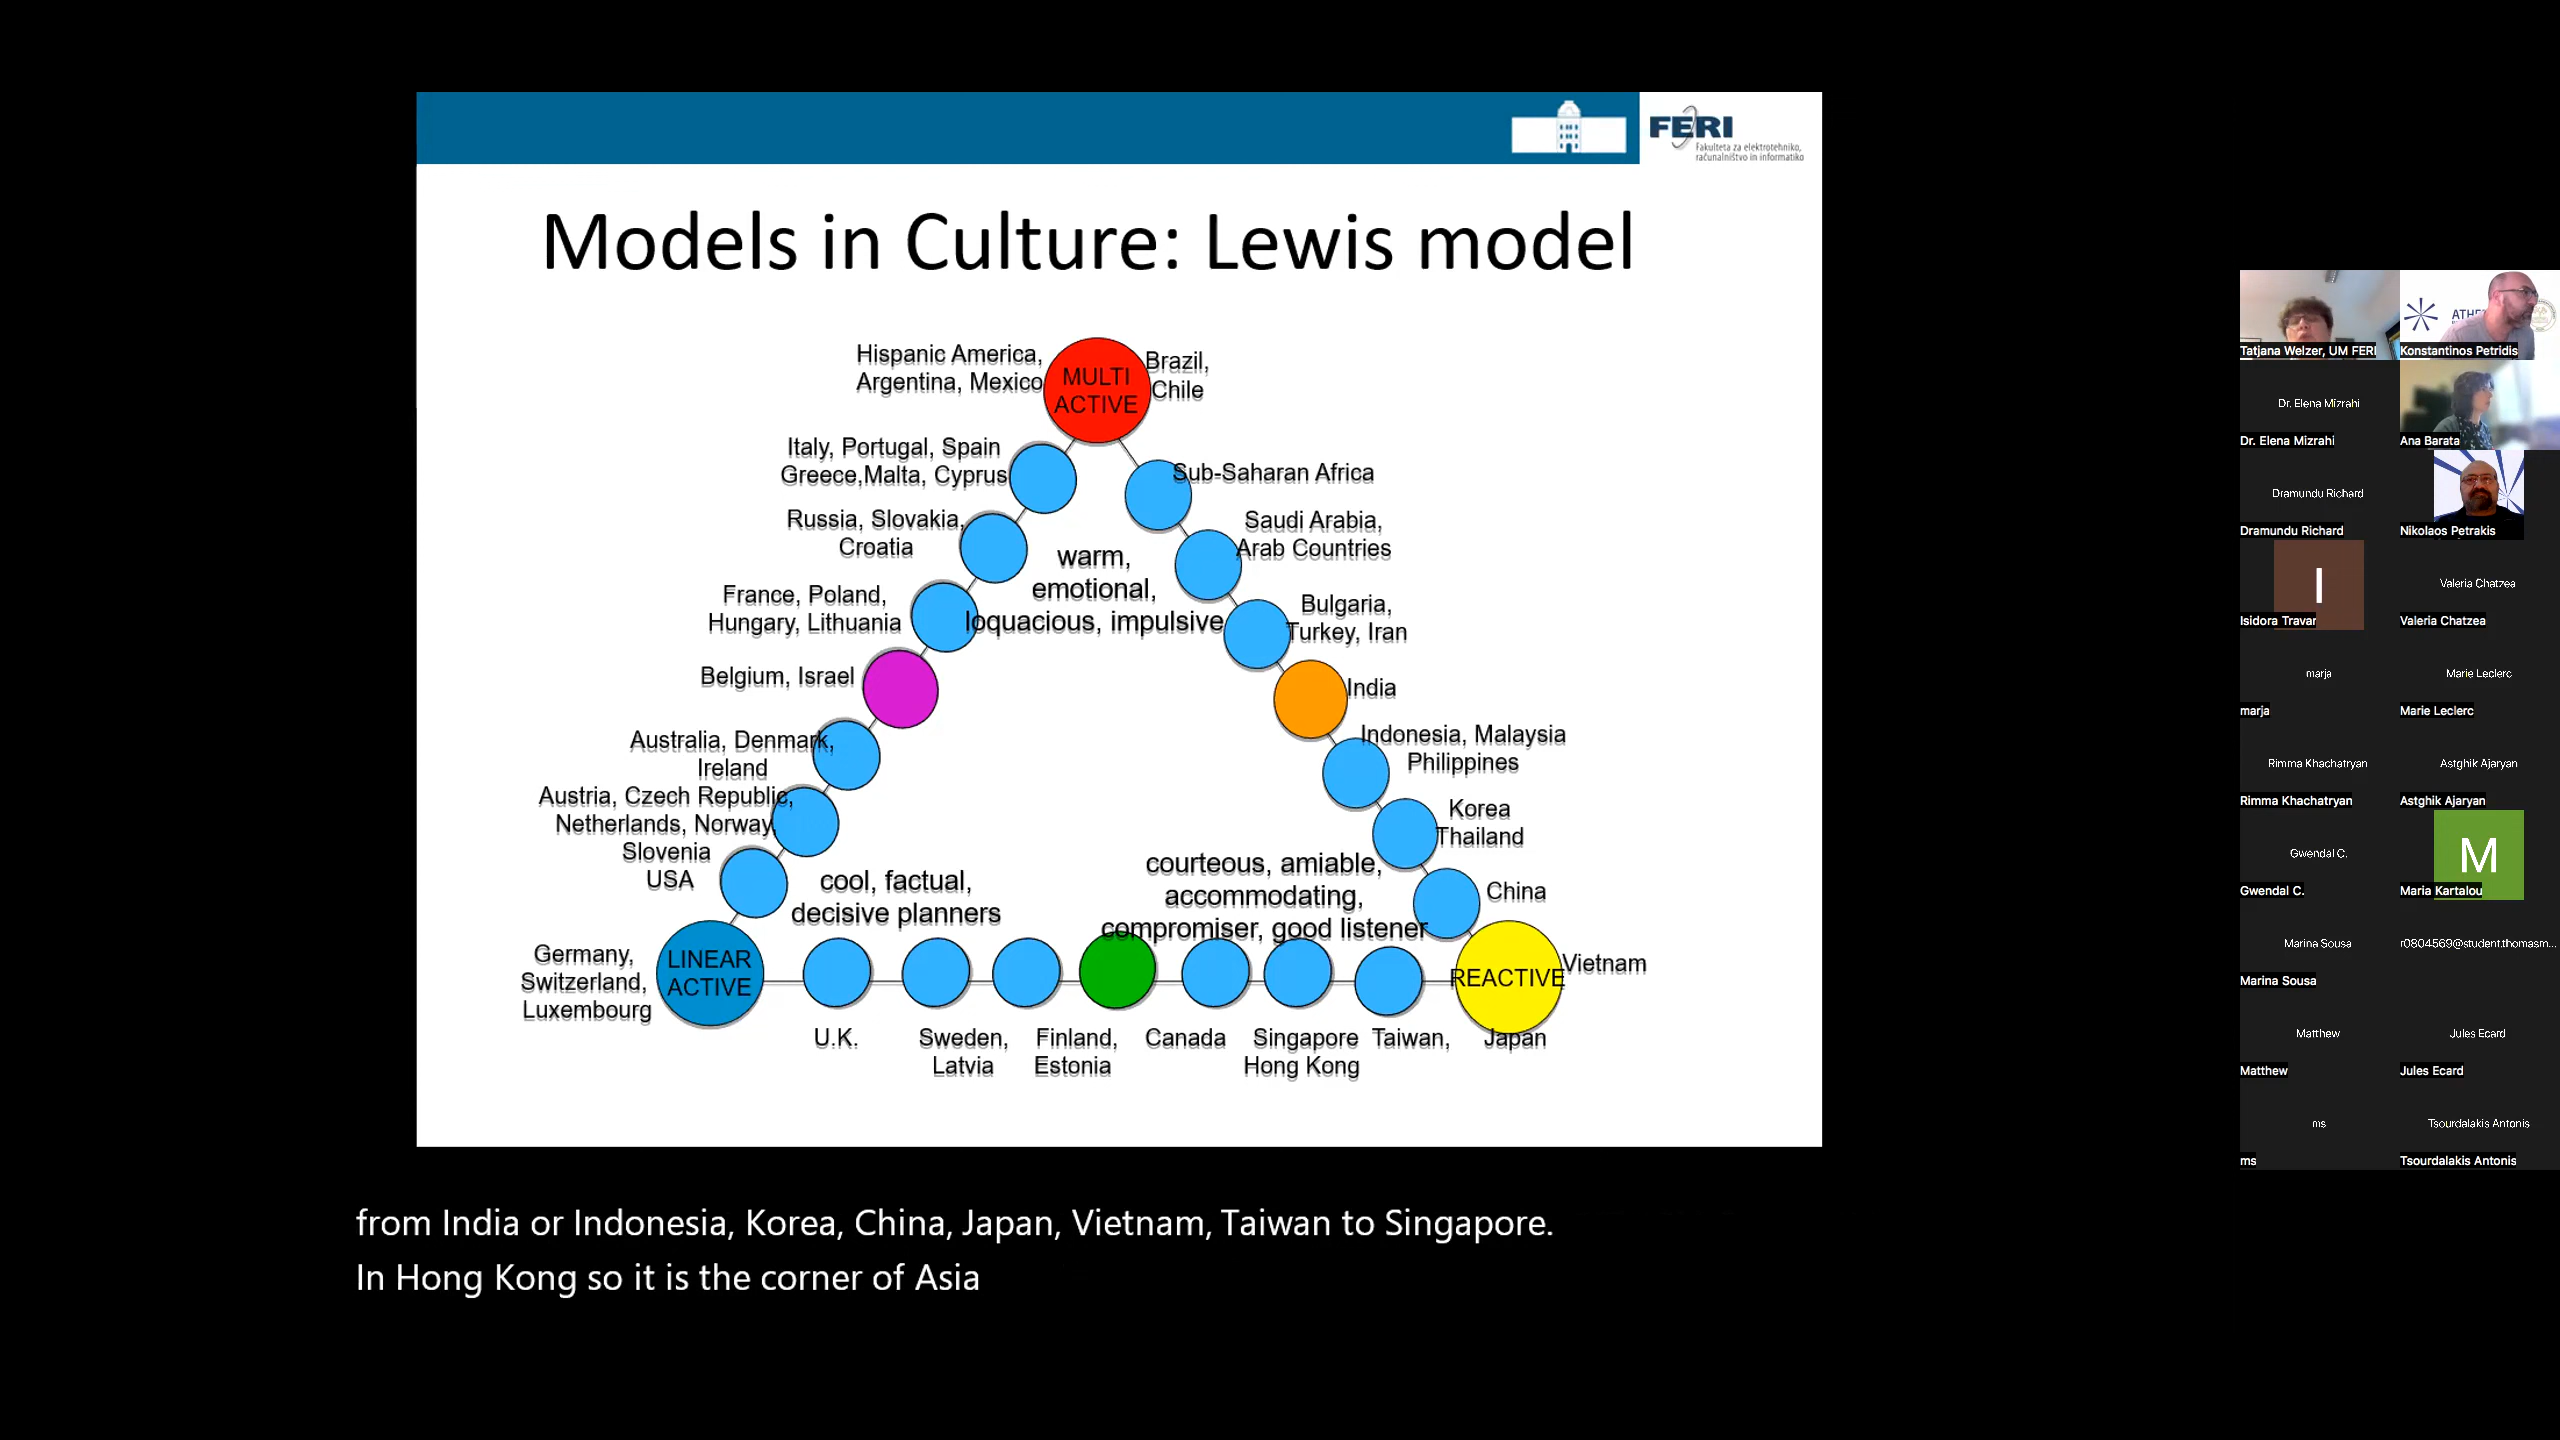 FERI
Fakulteta za elektrotehniko,
računalništvo in informatiko
Models in Culture: Lewis model
Hispanic America,
Argentina, Mexico
MULTI
ACTIVE
Brazil,
Chile
Italy, Portugal, Spain
Greece,Malta, Cyprus
Sub-Saharan Africa
Russia, Slovakia,
Croatia
Saudi Arabia,
Arab Countries
warm,
emotional,
loquacious, impulsive
France, Poland,
Hungary, Lithuania
Bulgaria,
Turkey, Iran
Belgium, Israel
India
Australia, Denmark,
Ireland
Indonesia, Malaysia
Philippines
Austria, Czech Republic,
Netherlands, Norway,
Slovenia
USA
Korea
Thailand
cool, factual,
decisive planners
courteous, amiable,
accommodating,
compromiser, good listener
China
Germany,
Switzerland,
Luxembourg
LINEAR
ACTIVE
REACTIVE
Vietnam
U.K.
Sweden,
Latvia
Finland,
Estonia
Canada
Singapore
Hong Kong
Taiwan,
Japan
from India or Indonesia, Korea, China, Japan, Vietnam, Taiwan to Singapore.
In Hong Kong so it is the corner of Asia
Tatjana Welzer, UM FERI
Konstantinos Petridis
Dr. Elena Mizrahi
Dr. Elena Mizrahi
Ana Barata
Dramundu Richard
Dramundu Richard
Nikolaos Petrakis
I
Isidora Travar
Valeria Chatzea
Valeria Chatzea
marja
marja
Marie Leclerc
Marie Leclerc
Rimma Khachatryan
Rimma Khachatryan
Astghik Ajaryan
Astghik Ajaryan
Gwendal C.
Gwendal C.
M
Maria Kartalou
Marina Sousa
Marina Sousa
r0804569@student.thomasm...
Matthew
Matthew
Jules Ecard
Jules Ecard
ms
ms
Tsourdalakis Antonis
Tsourdalakis Antonis